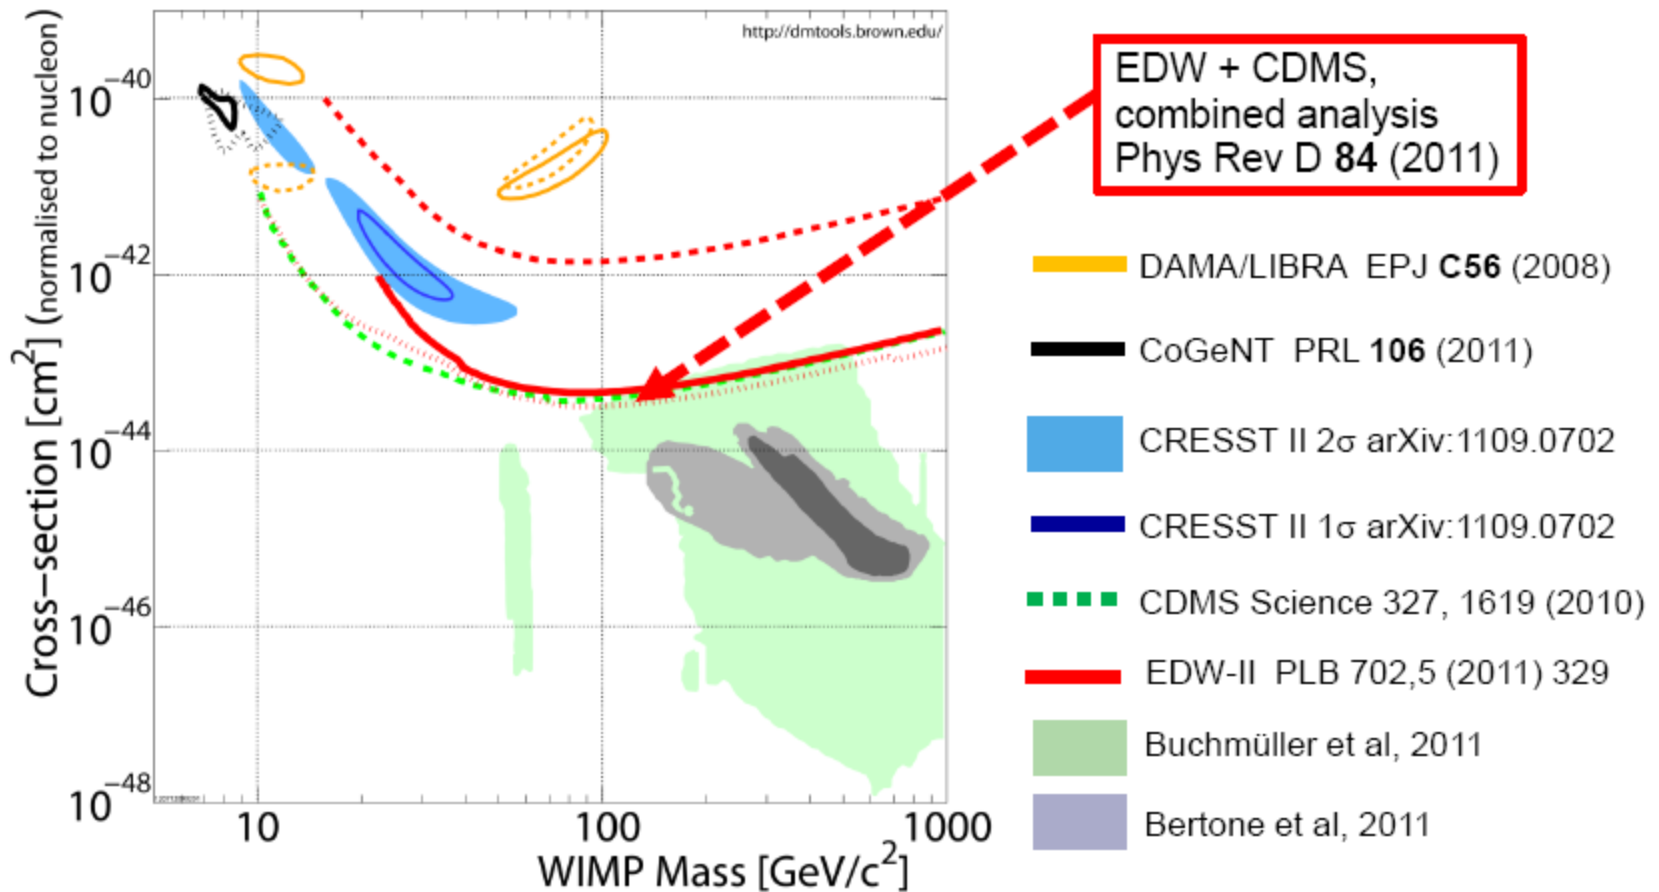 http://dmtools.brown.edu/
EDW + CDMS,
combined analysis
Phys Rev D 84 (2011)
10−40
10−42
10−44
10−46
10−48
Cross−section [cm2] (normalised to nucleon)
10
100
1000
WIMP Mass [GeV/c2]
DAMA/LIBRA EPJ C56 (2008)
CoGeNT PRL 106 (2011)
CRESST II 2σ arXiv:1109.0702
CRESST II 1σ arXiv:1109.0702
CDMS Science 327, 1619 (2010)
EDW-II PLB 702,5 (2011) 329
Buchmüller et al, 2011
Bertone et al, 2011